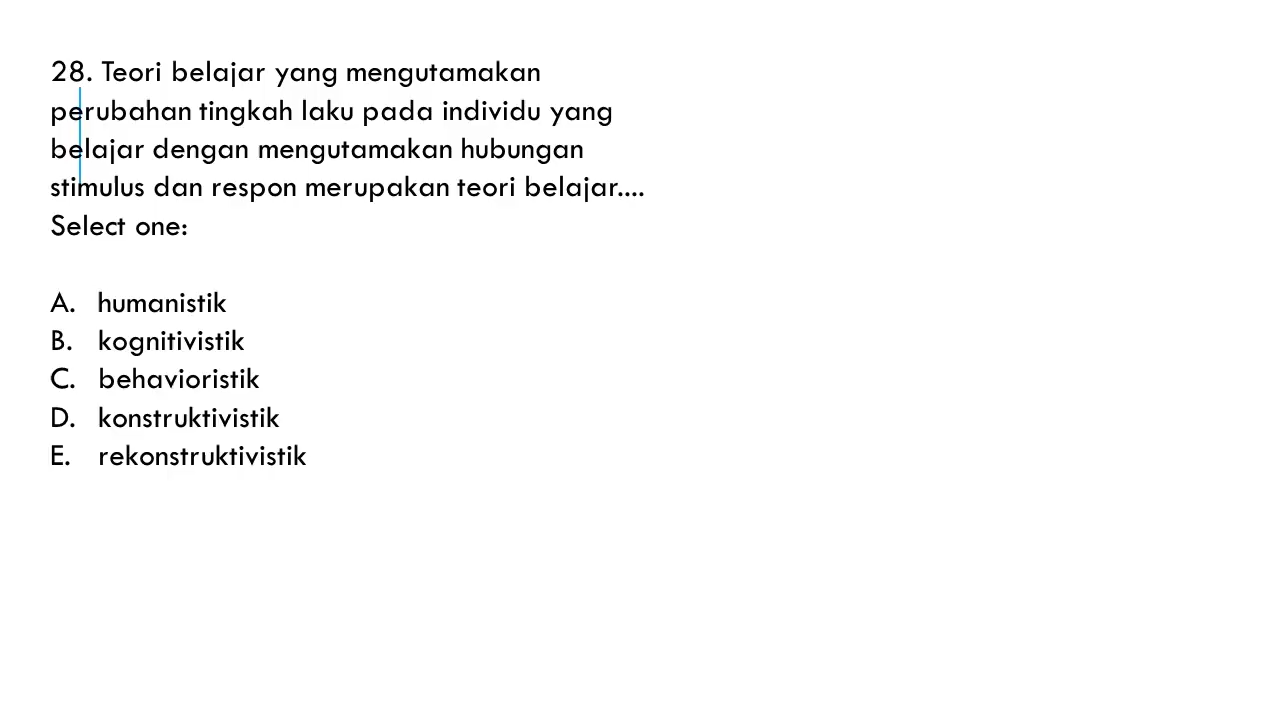 28. Teori belajar yang mengutamakan
perubahan tingkah laku pada individu yang
belajar dengan mengutamakan hubungan
stimulus dan respon merupakan teori belajar....
Select one:
A. humanistik
B. kognitivistik
C. behavioristik
D. konstruktivistik
E. rekonstruktivistik